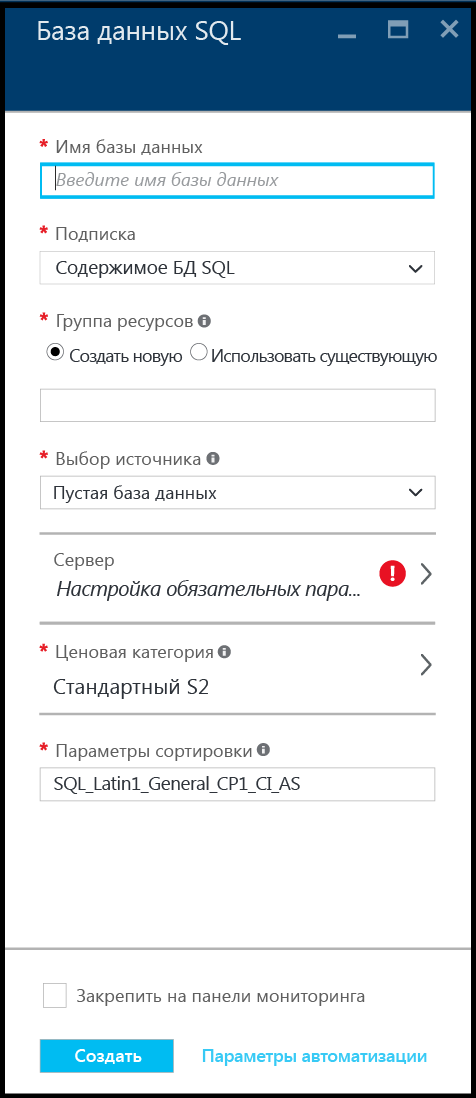 База данных SQL
* Имя базы данных
Введите имя базы данных
* Подписка
Содержимое БД SQL
* Группа ресурсов
Создать новую Использовать существующую
* Выбор источника
Пустая база данных
Сервер
Настройка обязательных пара...
* Ценовая категория
Стандартный S2
* Параметры сортировки
SQL_Latin1_General_CP1_CI_AS
Закрепить на панели мониторинга
Создать Параметры автоматизации